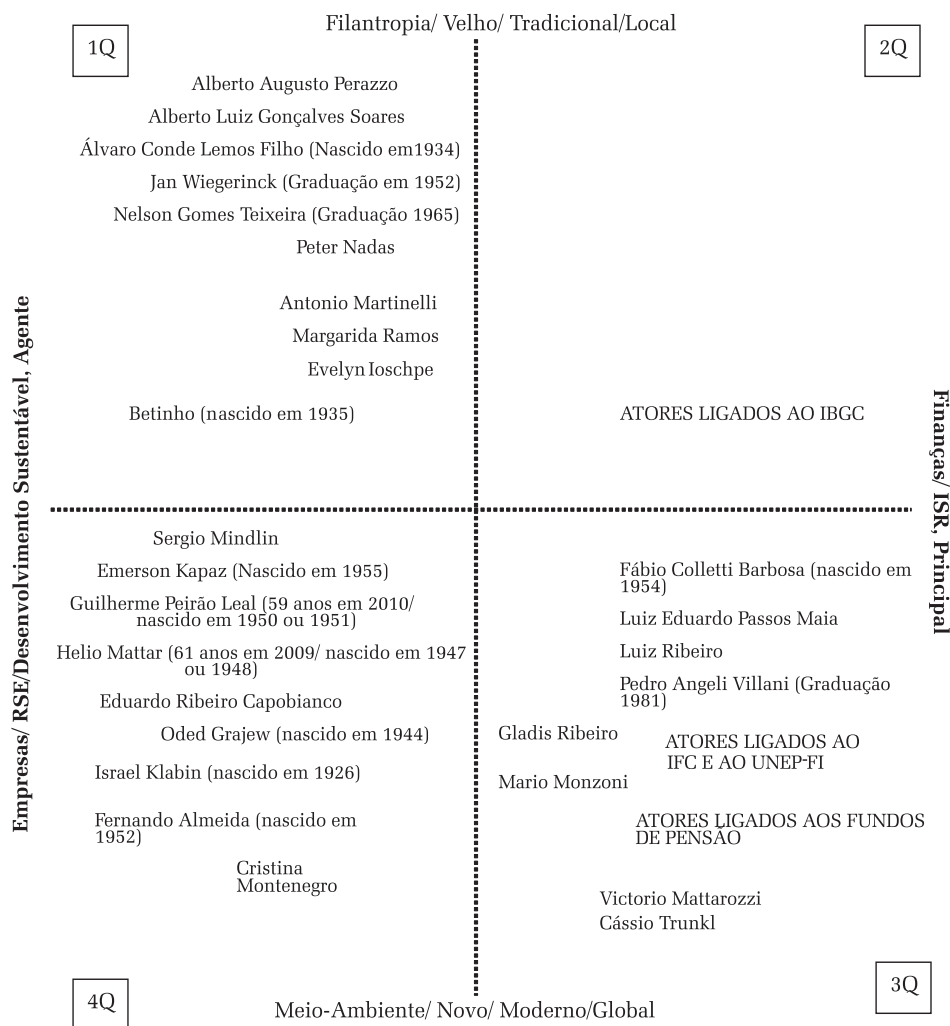 Filantropia/ Velho/ Tradicional/Local
1Q
2Q
Alberto Augusto Perazzo
Alberto Luiz Gonçalves Soares
Álvaro Conde Lemos Filho (Nascido em1934)
Jan Wiegerinck (Graduação em 1952)
Nelson Gomes Teixeira (Graduação 1965)
Peter Nadas
Antonio Martinelli
Margarida Ramos
Evelyn Ioschpe
Betinho (nascido em 1935)
ATORES LIGADOS AO IBGC
Empresas/ RSE/Desenvolvimento Sustentável, Agente
Finanças/ ISR, Principal
Sergio Mindlin
Emerson Kapaz (Nascido em 1955)
Guilherme Peirão Leal (59 anos em 2010/
nascido em 1950 ou 1951)
Helio Mattar (61 anos em 2009/ nascido em 1947
ou 1948)
Eduardo Ribeiro Capobianco
Oded Grajew (nascido em 1944)
Israel Klabin (nascido em 1926)
Fernando Almeida (nascido em
1952)
Cristina
Montenegro
Fábio Colletti Barbosa (nascido em
1954)
Luiz Eduardo Passos Maia
Luiz Ribeiro
Pedro Angeli Villani (Graduação
1981)
Gladis Ribeiro
ATORES LIGADOS AO
IFC E AO UNEP-FI
Mario Monzoni
ATORES LIGADOS AOS FUNDOS
DE PENSÃO
Victorio Mattarozzi
Cássio Trunkl
4Q
3Q
Meio-Ambiente/ Novo/ Moderno/Global